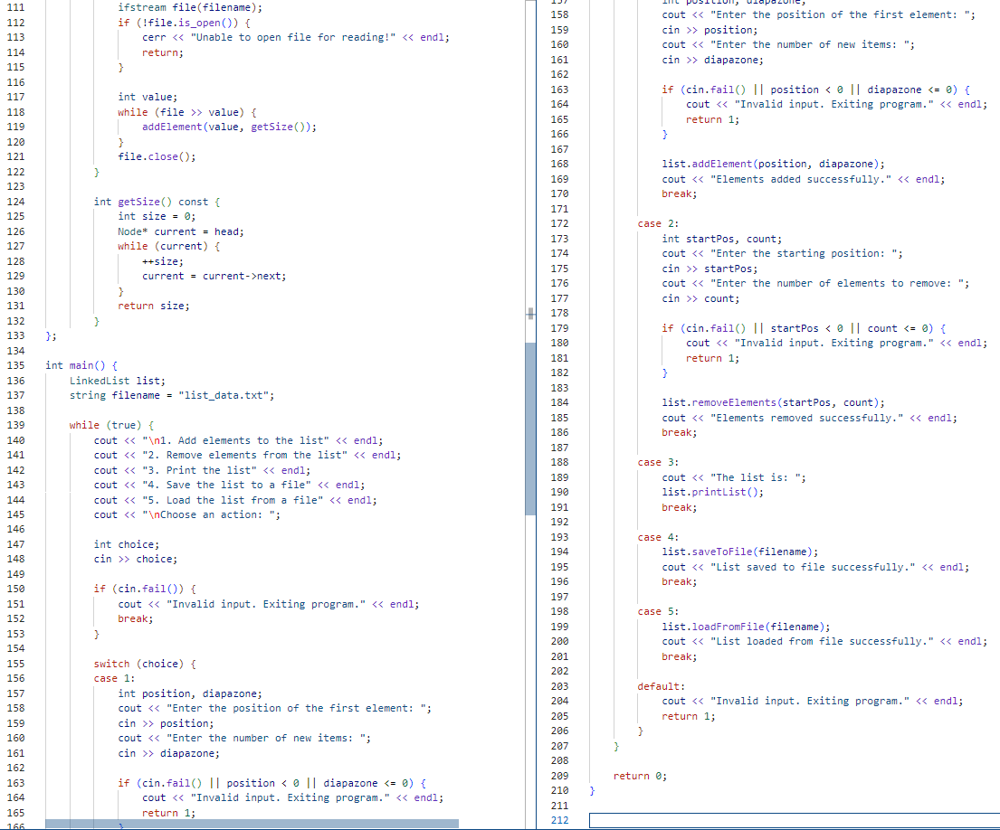 111 ifstream file(filename);
112 if (!file.is_open()) {
113 cerr << "Unable to open file for reading!" << endl;
114 return;
115 }
116
117 int value;
118 while (file >> value) {
119 addElement(value, getSize());
120 }
121 file.close();
122 }
123
124 int getSize() const {
125 int size = 0;
126 Node* current = head;
127 while (current) {
128 ++size;
129 current = current->next;
130 }
131 return size;
132 }
133 };
134
135 int main() {
136 LinkedList list;
137 string filename = "list_data.txt";
138
139 while (true) {
140 cout << "\n1. Add elements to the list" << endl;
141 cout << "2. Remove elements from the list" << endl;
142 cout << "3. Print the list" << endl;
143 cout << "4. Save the list to a file" << endl;
144 cout << "5. Load the list from a file" << endl;
145 cout << "\nChoose an action: ";
146
147 int choice;
148 cin >> choice;
149
150 if (cin.fail()) {
151 cout << "Invalid input. Exiting program." << endl;
152 break;
153 }
154
155 switch (choice) {
156 case 1:
157 int position, diapazone;
158 cout << "Enter the position of the first element: ";
159 cin >> position;
160 cout << "Enter the number of new items: ";
161 cin >> diapazone;
162
163 if (cin.fail() || position < 0 || diapazone <= 0) {
164 cout << "Invalid input. Exiting program." << endl;
165 return 1;
166 }
157 int position, diapazone;
158 cout << "Enter the position of the first element: ";
159 cin >> position;
160 cout << "Enter the number of new items: ";
161 cin >> diapazone;
162
163 if (cin.fail() || position < 0 || diapazone <= 0) {
164 cout << "Invalid input. Exiting program." << endl;
165 return 1;
166 }
167
168 list.addElement(position, diapazone);
169 cout << "Elements added successfully." << endl;
170 break;
171
172 case 2:
173 int startPos, count;
174 cout << "Enter the starting position: ";
175 cin >> startPos;
176 cout << "Enter the number of elements to remove: ";
177 cin >> count;
178
179 if (cin.fail() || startPos < 0 || count <= 0) {
180 cout << "Invalid input. Exiting program." << endl;
181 return 1;
182 }
183
184 list.removeElements(startPos, count);
185 cout << "Elements removed successfully." << endl;
186 break;
187
188 case 3:
189 cout << "The list is: ";
190 list.printList();
191 break;
192
193 case 4:
194 list.saveToFile(filename);
195 cout << "List saved to file successfully." << endl;
196 break;
197
198 case 5:
199 list.loadFromFile(filename);
200 cout << "List loaded from file successfully." << endl;
201 break;
202
203 default:
204 cout << "Invalid input. Exiting program." << endl;
205 return 1;
206 }
207 }
208
209 return 0;
210 }
211
212